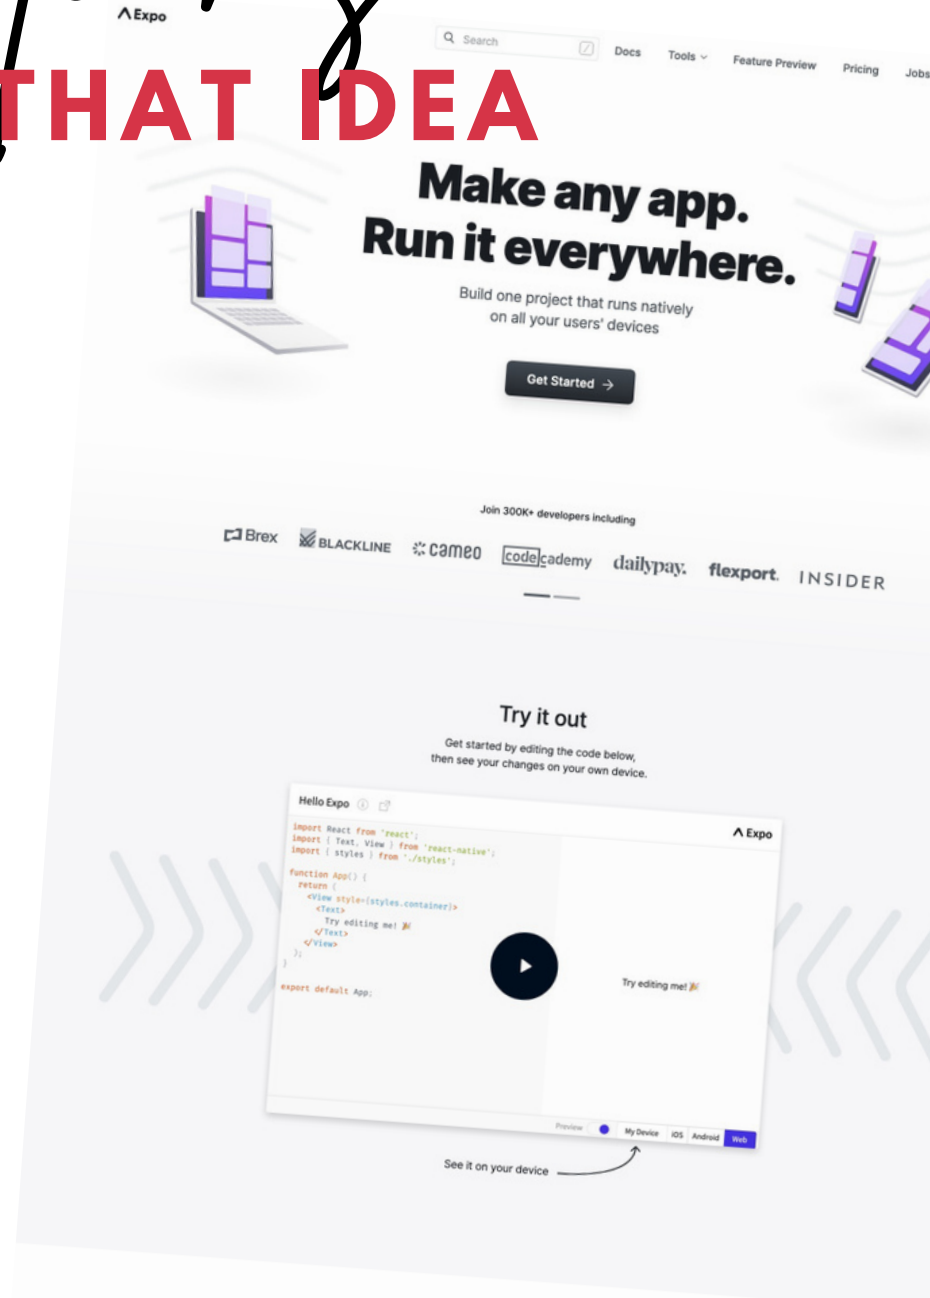 Expo
Search
/
Docs
Tools
Feature Preview
Pricing
Jobs
THAT IDEA
Make any app.
Run it everywhere.
Build one project that runs natively
on all your users' devices
Get Started →
Join 300K+ developers including
Brex
BLACKLINE
cameo
codecademy
dailypay.
flexport.
INSIDER
Try it out
Get started by editing the code below,
then see your changes on your own device.
Hello Expo
Expo
import React from 'react';
import { Text, View } from 'react-native';
import { styles } from './styles';
function App() {
return (
<View style={styles.container}>
<Text>
Try editing me! 🎉
</Text>
</View>
);
}
export default App;
Try editing me! 🎉
Preview
My Device
iOS
Android
Web
See it on your device